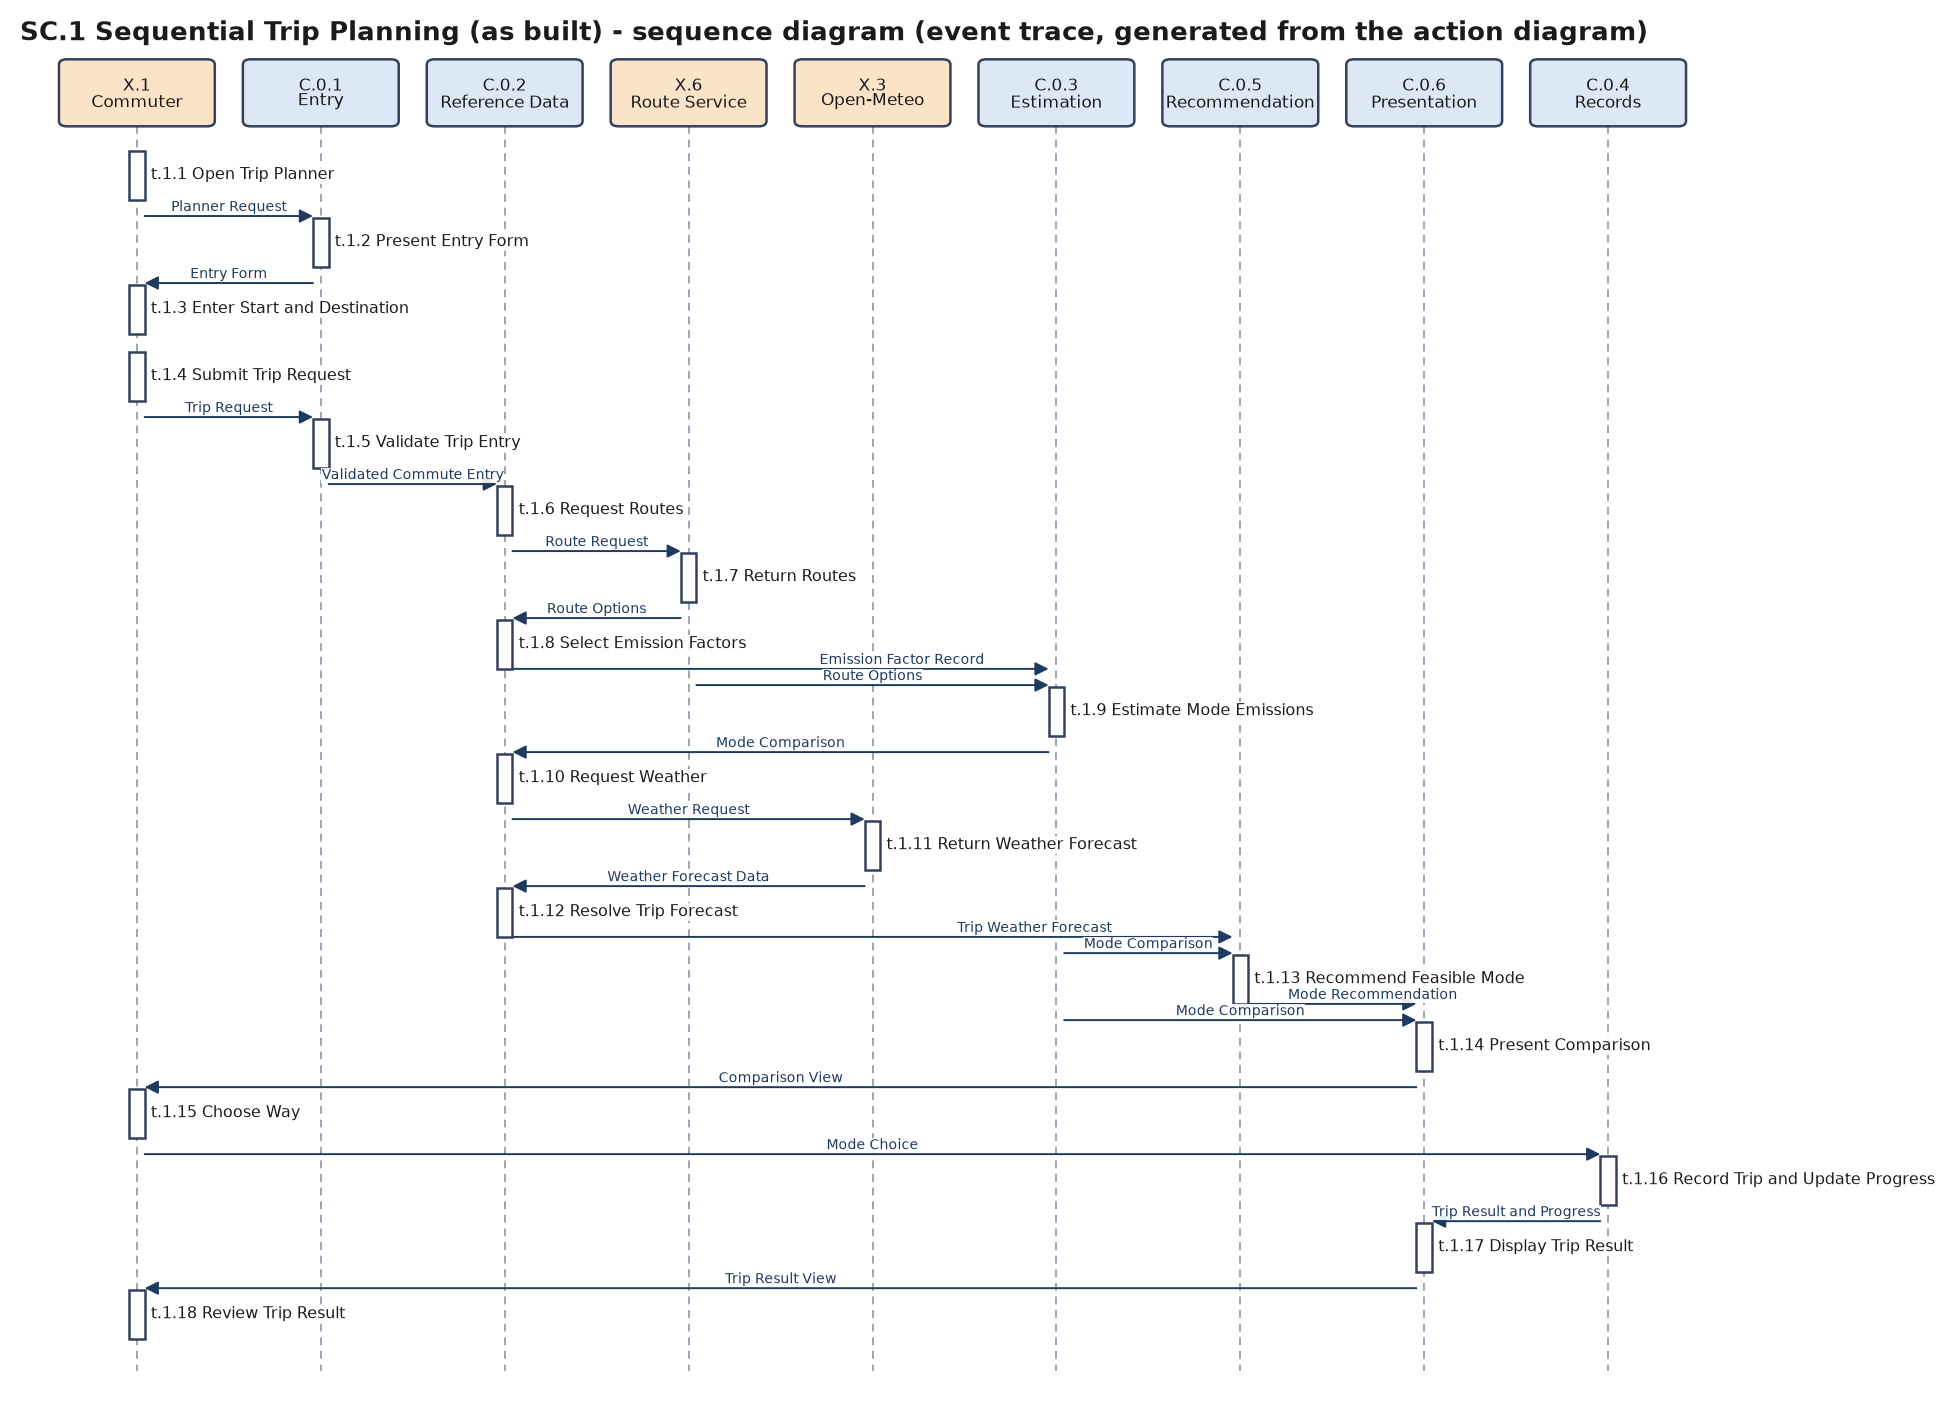 SC.1 Sequential Trip Planning (as built) - sequence diagram (event trace, generated from the action diagram)
X.1
Commuter
C.0.1
Entry
C.0.2
Reference Data
X.6
Route Service
X.3
Open-Meteo
C.0.3
Estimation
C.0.5
Recommendation
C.0.6
Presentation
C.0.4
Records
t.1.1 Open Trip Planner
Planner Request
t.1.2 Present Entry Form
Entry Form
t.1.3 Enter Start and Destination
t.1.4 Submit Trip Request
Trip Request
t.1.5 Validate Trip Entry
Validated Commute Entry
t.1.6 Request Routes
Route Request
t.1.7 Return Routes
Route Options
t.1.8 Select Emission Factors
Emission Factor Record
Route Options
t.1.9 Estimate Mode Emissions
Mode Comparison
t.1.10 Request Weather
Weather Request
t.1.11 Return Weather Forecast
Weather Forecast Data
t.1.12 Resolve Trip Forecast
Trip Weather Forecast
Mode Comparison
t.1.13 Recommend Feasible Mode
Mode Recommendation
Mode Comparison
t.1.14 Present Comparison
Comparison View
t.1.15 Choose Way
Mode Choice
t.1.16 Record Trip and Update Progress
Trip Result and Progress
t.1.17 Display Trip Result
Trip Result View
t.1.18 Review Trip Result